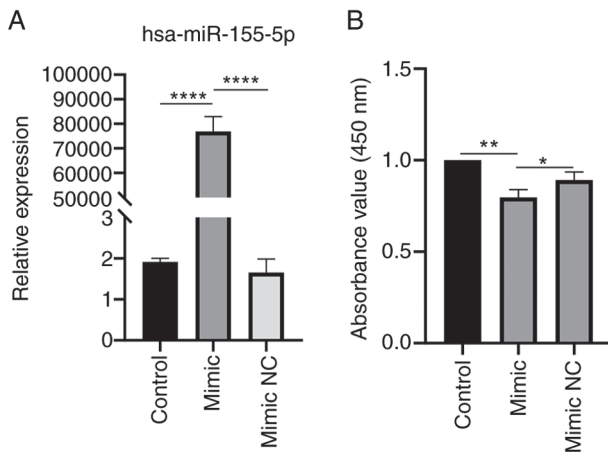 A
hsa-miR-155-5p
Relative expression
100000
90000
80000
70000
60000
50000
3
2
1
0
****
****
Control
Mimic
Mimic NC
B
Absorbance value (450 nm)
1.5
1.0
0.5
0.0
**
*
Control
Mimic
Mimic NC